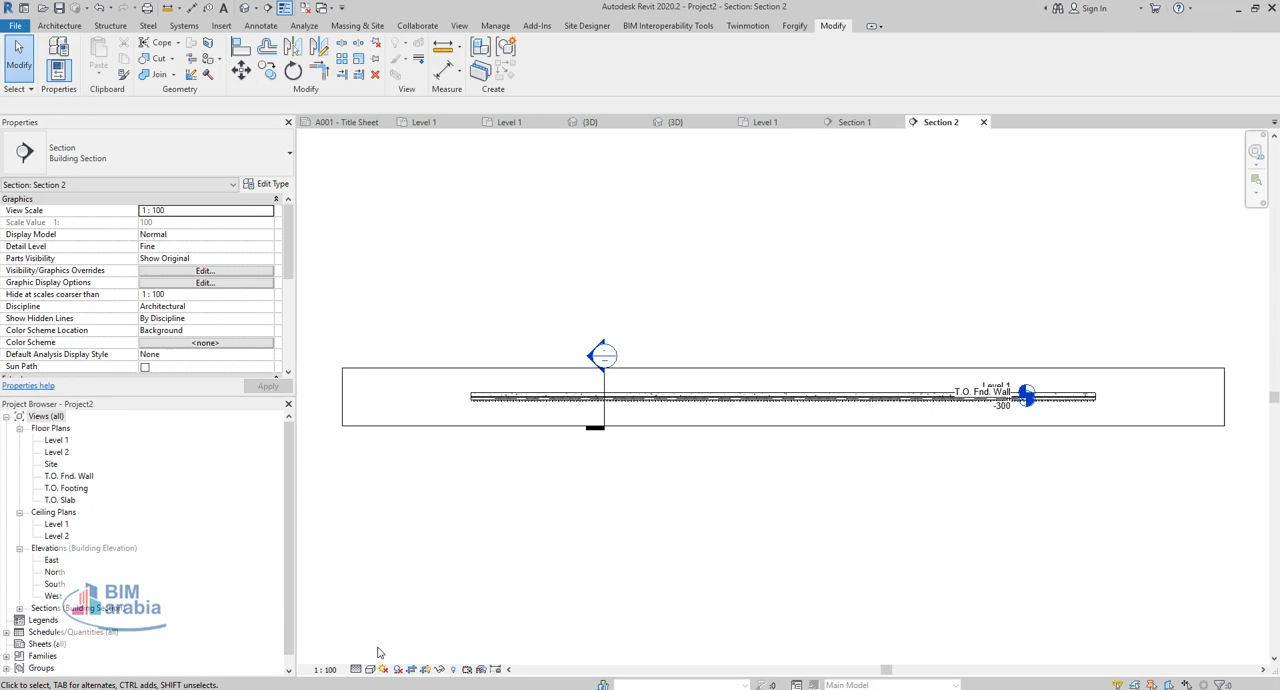 Autodesk Revit 2020.2 - Project2 - Section: Section 2
Sign In
File Architecture Structure Steel Systems Insert Annotate Analyze Massing & Site Collaborate View Manage Add-Ins Site Designer BIM Interoperability Tools Twinmotion Forgify Modify
Modify
Paste
Cope
Cut
Join
Select Properties Clipboard Geometry Modify View Measure Create
Properties
A001 - Title Sheet Level 1 Level 1 (3D) (3D) Level 1 Section 1 Section 2
Section
Building Section
Section: Section 2 Edit Type
Graphics
View Scale 1 : 100
Scale Value 1: 100
Display Model Normal
Detail Level Fine
Parts Visibility Show Original
Visibility/Graphics Overrides Edit...
Graphic Display Options Edit...
Hide at scales coarser than 1 : 100
Discipline Architectural
Show Hidden Lines By Discipline
Color Scheme Location Background
Color Scheme <none>
Default Analysis Display Style None
Sun Path
Properties help Apply
Level 1
T.O. Fnd. Wall
-300
Project Browser - Project2
Views (all)
Floor Plans
Level 1
Level 2
Site
T.O. Fnd. Wall
T.O. Footing
T.O. Slab
Ceiling Plans
Level 1
Level 2
Elevations (Building Elevation)
East
North
South
West
Sections (Building Section)
BIM
arabia
Legends
Schedules/Quantities (all)
Sheets (all)
Families
Groups
1 : 100
Click to select, TAB for alternates, CTRL adds, SHIFT unselects.
:0 Main Model :0